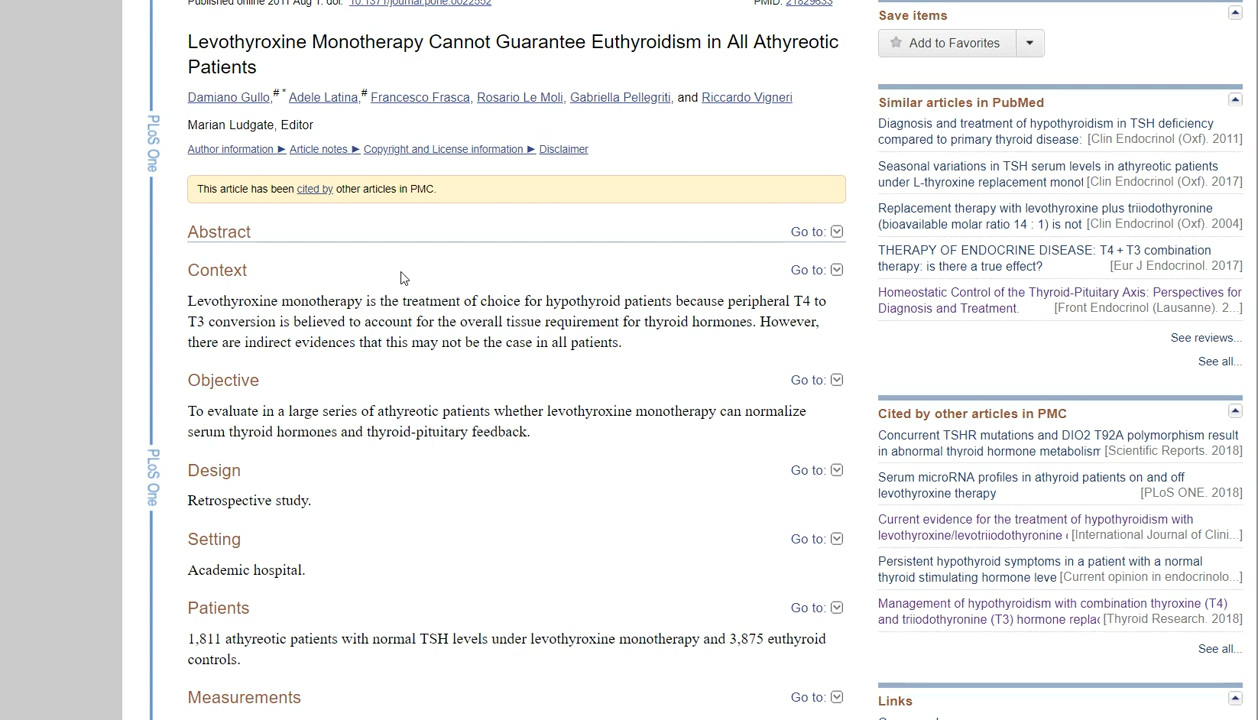 Published online 2011 Aug 1. doi: 10.1371/journal.pone.0022552
PMID: 21829633
Levothyroxine Monotherapy Cannot Guarantee Euthyroidism in All Athyreotic
Patients
Damiano Gullo,# * Adele Latina,# Francesco Frasca, Rosario Le Moli, Gabriella Pellegriti, and Riccardo Vigneri
Marian Ludgate, Editor
Author information ► Article notes ► Copyright and License information ► Disclaimer
This article has been cited by other articles in PMC.
Abstract
Go to:
Context
Go to:
Levothyroxine monotherapy is the treatment of choice for hypothyroid patients because peripheral T4 to
T3 conversion is believed to account for the overall tissue requirement for thyroid hormones. However,
there are indirect evidences that this may not be the case in all patients.
Objective
Go to:
To evaluate in a large series of athyreotic patients whether levothyroxine monotherapy can normalize
serum thyroid hormones and thyroid-pituitary feedback.
Design
Go to:
Retrospective study.
Setting
Go to:
Academic hospital.
Patients
Go to:
1,811 athyreotic patients with normal TSH levels under levothyroxine monotherapy and 3,875 euthyroid
controls.
Measurements
Go to:
PLoS One
PLoS One
Save items
Add to Favorites
Similar articles in PubMed
Diagnosis and treatment of hypothyroidism in TSH deficiency
compared to primary thyroid disease: [Clin Endocrinol (Oxf). 2011]
Seasonal variations in TSH serum levels in athyreotic patients
under L-thyroxine replacement monot [Clin Endocrinol (Oxf). 2017]
Replacement therapy with levothyroxine plus triiodothyronine
(bioavailable molar ratio 14 : 1) is not [Clin Endocrinol (Oxf). 2004]
THERAPY OF ENDOCRINE DISEASE: T4 + T3 combination
therapy: is there a true effect? [Eur J Endocrinol. 2017]
Homeostatic Control of the Thyroid-Pituitary Axis: Perspectives for
Diagnosis and Treatment. [Front Endocrinol (Lausanne). 2...]
See reviews...
See all...
Cited by other articles in PMC
Concurrent TSHR mutations and DIO2 T92A polymorphism result
in abnormal thyroid hormone metabolism [Scientific Reports. 2018]
Serum microRNA profiles in athyroid patients on and off
levothyroxine therapy [PLoS ONE. 2018]
Current evidence for the treatment of hypothyroidism with
levothyroxine/levotriiodothyronine [International Journal of Clini...]
Persistent hypothyroid symptoms in a patient with a normal
thyroid stimulating hormone leve [Current opinion in endocrinolo...]
Management of hypothyroidism with combination thyroxine (T4)
and triiodothyronine (T3) hormone replac [Thyroid Research. 2018]
See all...
Links